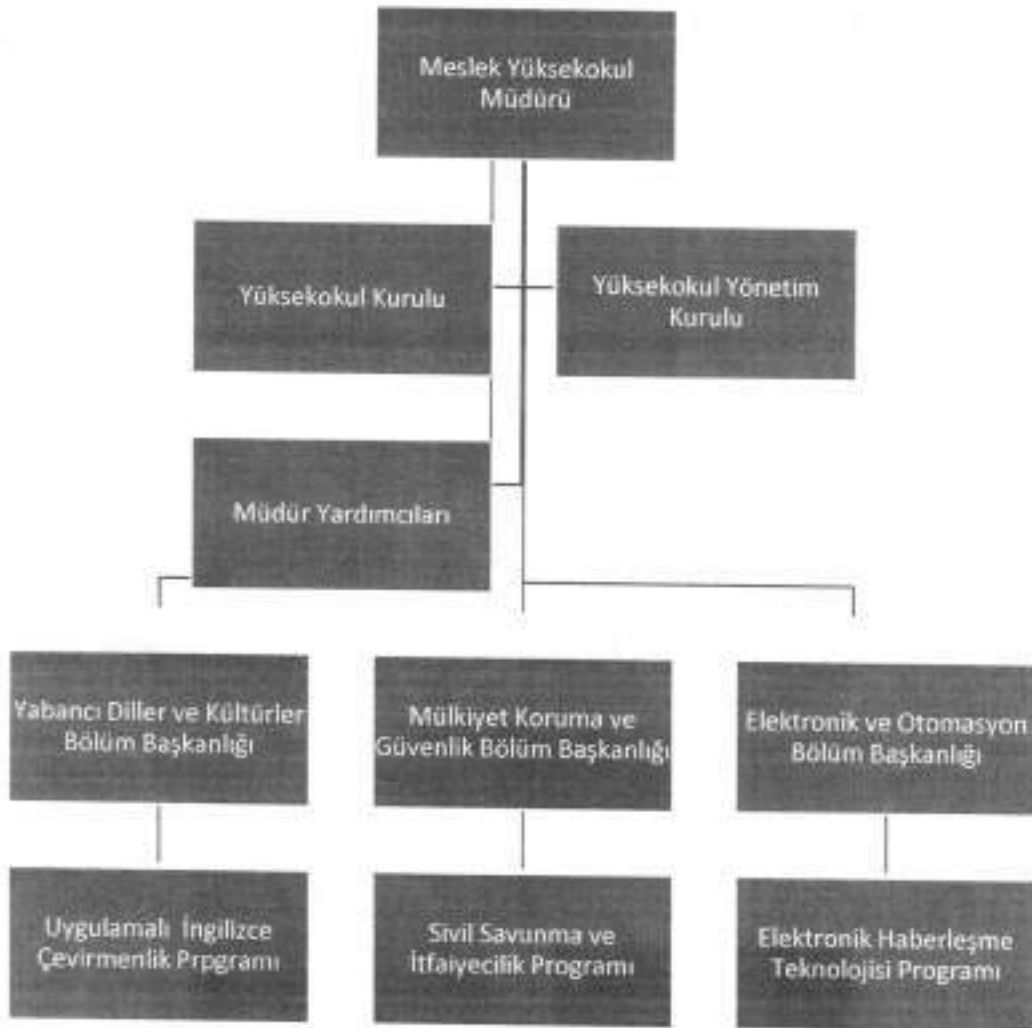 Meslek Yüksekokul
Müdürü
Yüksekokul Kurulu
Yüksekokul Yönetim
Kurulu
Müdür Yardımcıları
Yabancı Diller ve Kültürler
Bölüm Başkanlığı
Mülkiyet Koruma ve
Güvenlik Bölüm Başkanlığı
Elektronik ve Otomasyon
Bölüm Başkanlığı
Uygulamalı İngilizce
Çevirmenlik Prpgramı
Sivil Savunma ve
İtfaiyecilik Programı
Elektronik Haberleşme
Teknolojisi Programı